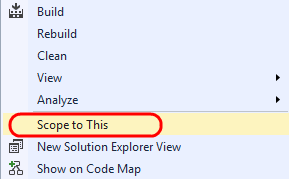 Build
Rebuild
Clean
View
Analyze
Scope to This
New Solution Explorer View
Show on Code Map